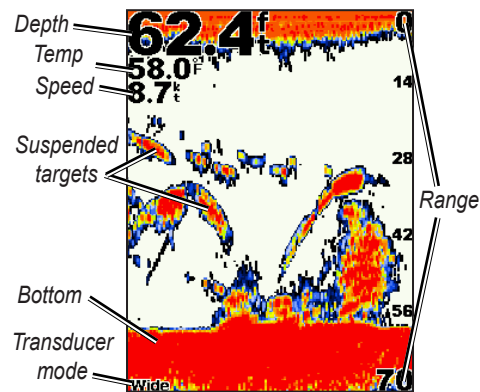 Depth
62.4 ft
0
Temp
58.0 °F
Speed
8.7 kt
14
Suspended
targets
28
Range
42
Bottom
56
Transducer
mode
Wide
70